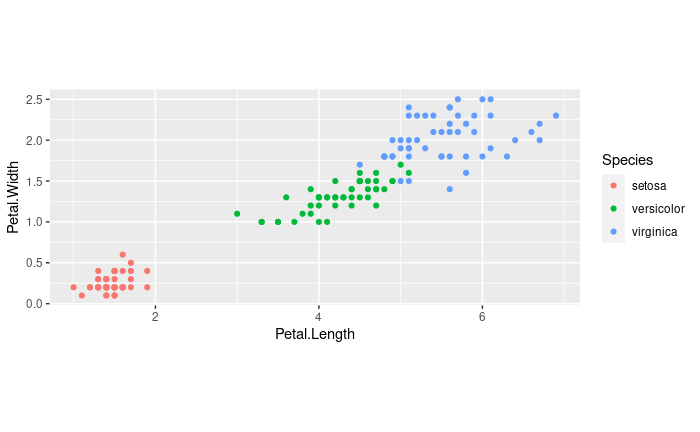 2.5
2.0
1.5
1.0
0.5
0.0
Petal.Width
2 4 6
Petal.Length
Species
setosa
versicolor
virginica